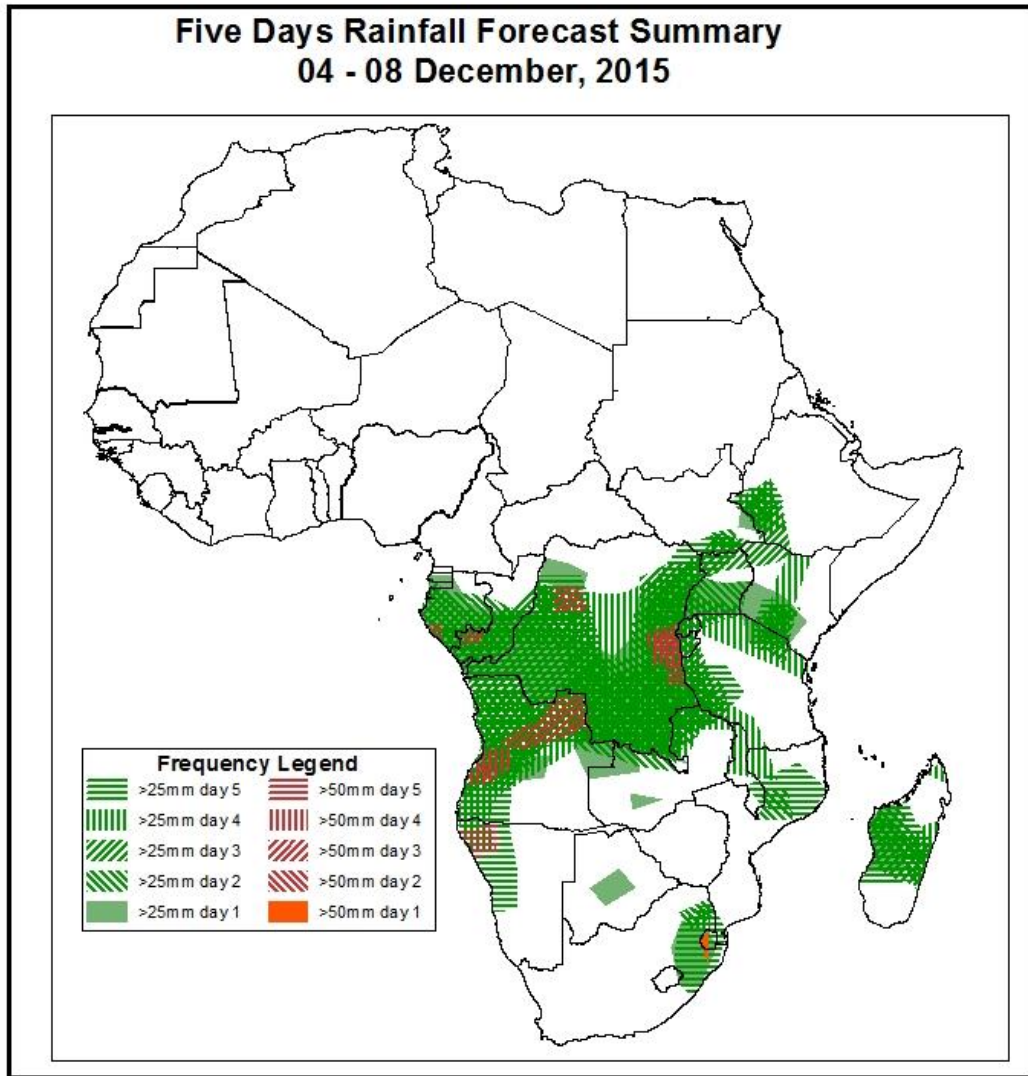 Five Days Rainfall Forecast Summary
04 - 08 December, 2015
Frequency Legend
>25mm day 5
>50mm day 5
>25mm day 4
>50mm day 4
>25mm day 3
>50mm day 3
>25mm day 2
>50mm day 2
>25mm day 1
>50mm day 1